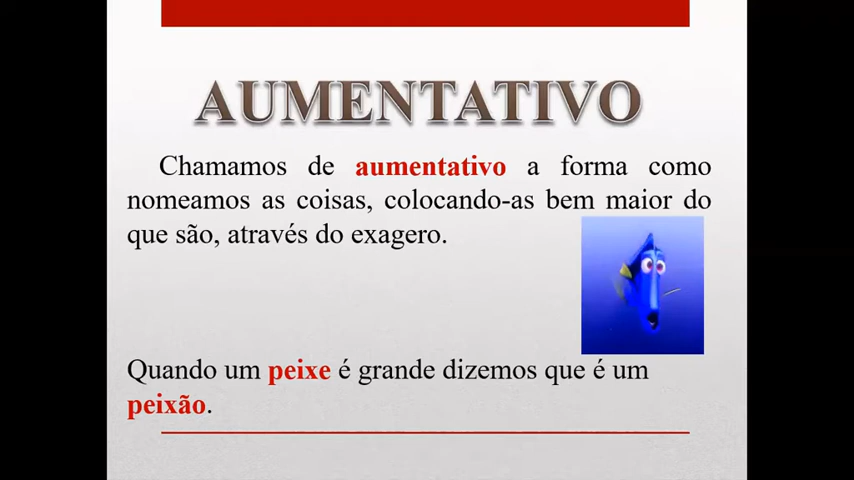 AUMENTATIVO
Chamamos de aumentativo a forma como
nomeamos as coisas, colocando-as bem maior do
que são, através do exagero.
Quando um peixe é grande dizemos que é um
peixão.